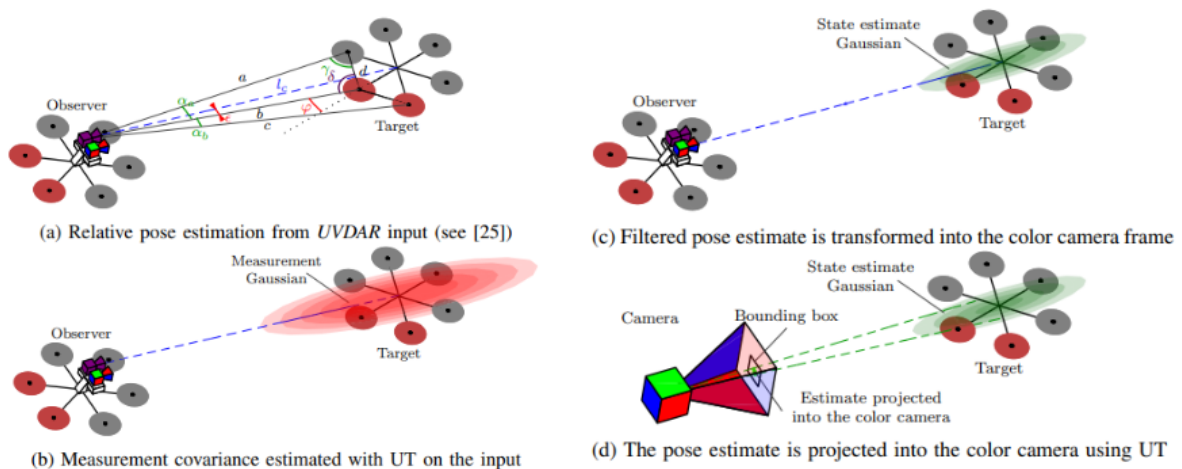 a
γ
δ
d
l_c
Observer
α_a
ε
b
φ
c
α_b
Target
(a) Relative pose estimation from UVDAR input (see [25])
Measurement
Gaussian
Observer
Target
(b) Measurement covariance estimated with UT on the input
State estimate
Gaussian
Observer
Target
(c) Filtered pose estimate is transformed into the color camera frame
State estimate
Gaussian
Camera
Bounding box
Target
Estimate projected
into the color camera
(d) The pose estimate is projected into the color camera using UT